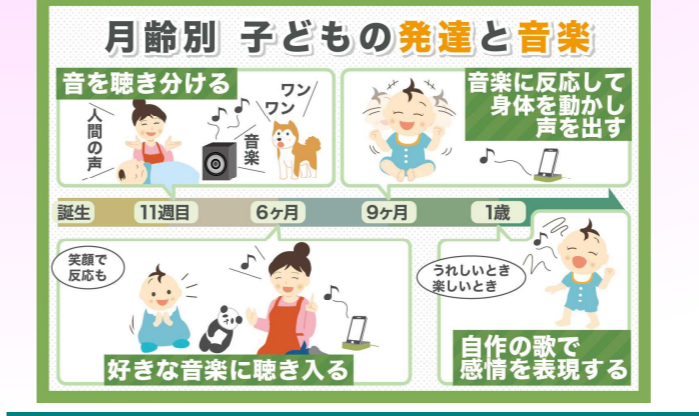 月齢別 子どもの発達と音楽
音を聴き分ける
人間の声
音楽
ワン
ワン
音楽に反応して
身体を動かし
声を出す
誕生
11週目
6ヶ月
9ヶ月
1歳
笑顔で
反応も
好きな音楽に聴き入る
うれしいとき
楽しいとき
自作の歌で
感情を表現する